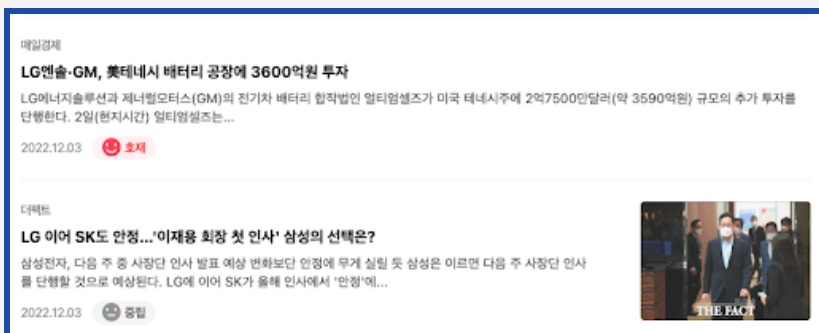 매일경제
LG엔솔·GM, 美테네시 배터리 공장에 3600억원 투자
LG에너지솔루션과 제너럴모터스(GM)의 전기차 배터리 합작법인 얼티엄셀즈가 미국 테네시주에 2억7500만달러(약 3590억원) 규모의 추가 투자를
단행한다. 2일(현지시간) 얼티엄셀즈는...
2022.12.03 호재
더팩트
LG 이어 SK도 안정...'이재용 회장 첫 인사' 삼성의 선택은?
삼성전자, 다음 주 중 사장단 인사 발표 예상 변화보단 안정에 무게 실릴 듯 삼성은 이르면 다음 주 사장단 인사
를 단행할 것으로 예상된다. LG에 이어 SK가 올해 인사에서 '안정'에...
THE FACT
2022.12.03 중립